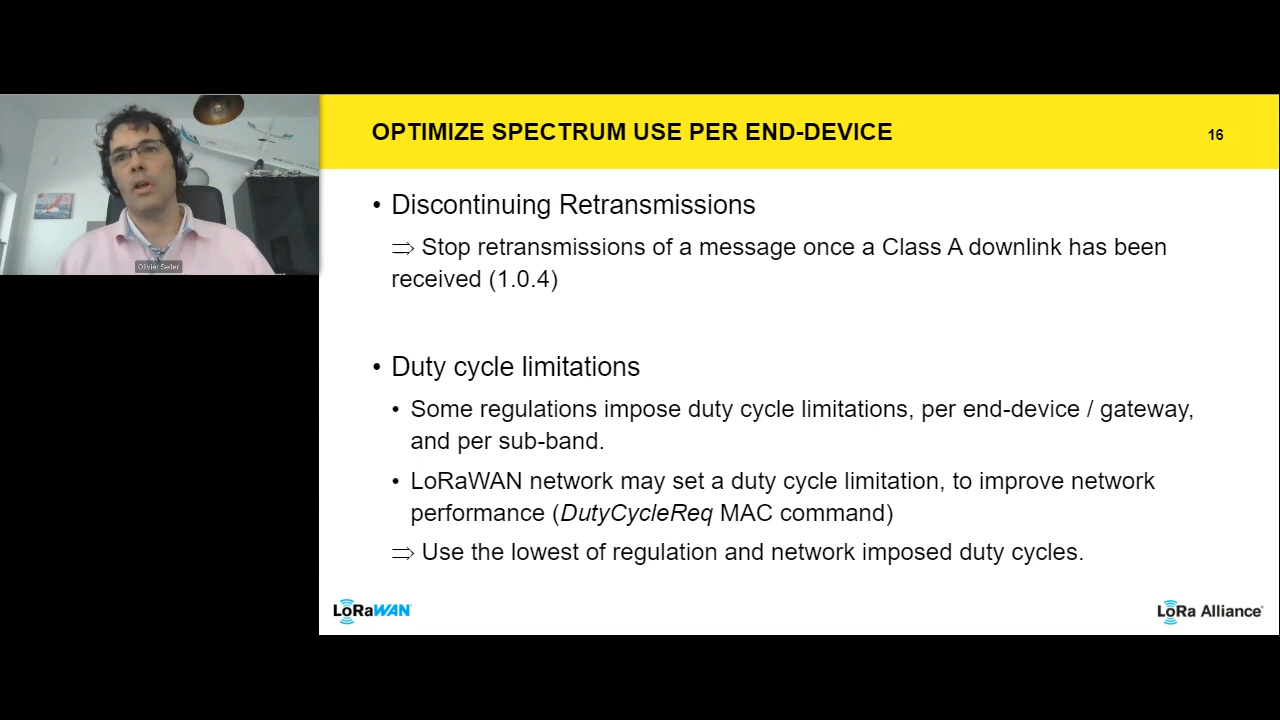 OPTIMIZE SPECTRUM USE PER END-DEVICE
16
• Discontinuing Retransmissions
⇒ Stop retransmissions of a message once a Class A downlink has been
received (1.0.4)
• Duty cycle limitations
• Some regulations impose duty cycle limitations, per end-device / gateway,
and per sub-band.
• LoRaWAN network may set a duty cycle limitation, to improve network
performance (DutyCycleReq MAC command)
⇒ Use the lowest of regulation and network imposed duty cycles.
Olivier Seller
LoRaWAN
LoRa Alliance